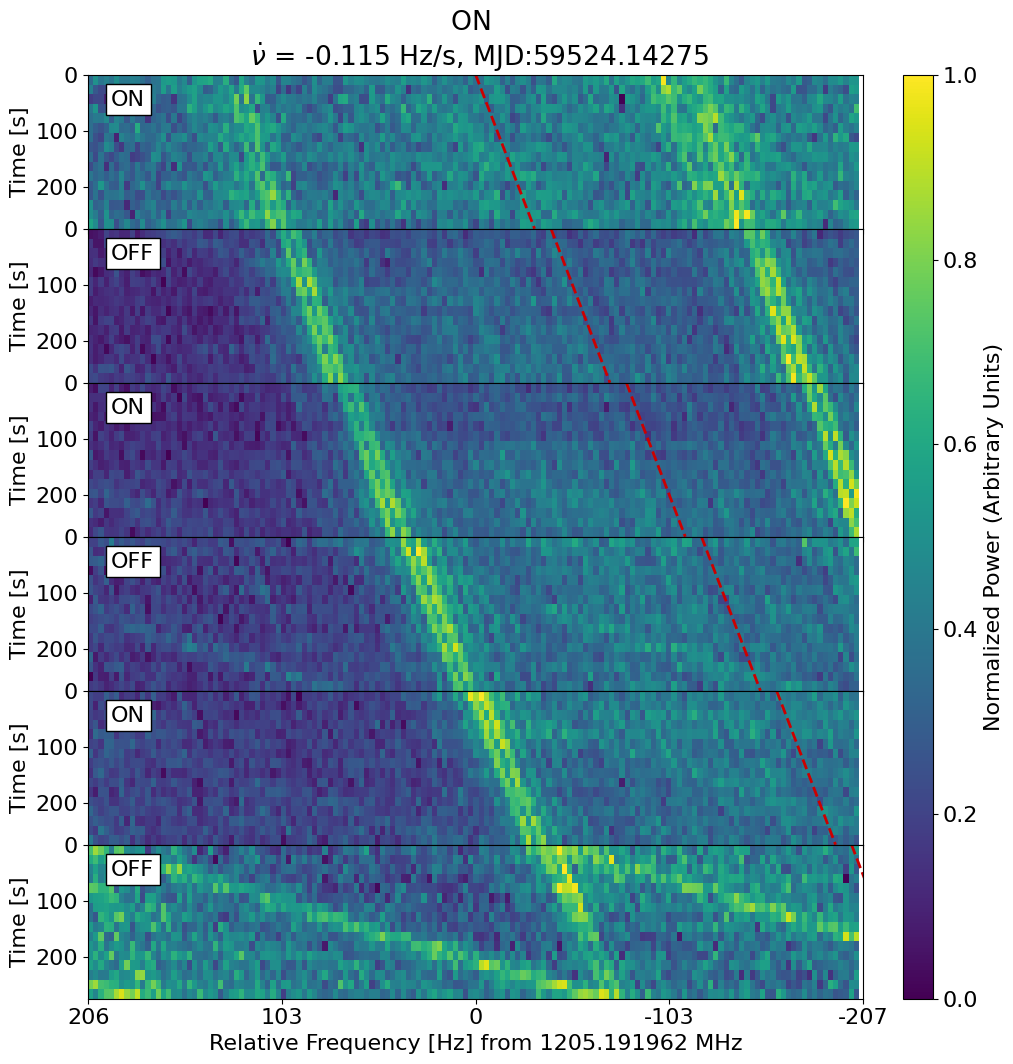 ON
ν̇ = -0.115 Hz/s, MJD:59524.14275
ON
OFF
ON
OFF
ON
OFF
Time [s]
0
100
200
Time [s]
0
100
200
Time [s]
0
100
200
Time [s]
0
100
200
Time [s]
0
100
200
Time [s]
0
100
200
206 103 0 -103 -207
Relative Frequency [Hz] from 1205.191962 MHz
1.0
0.8
0.6
0.4
0.2
0.0
Normalized Power (Arbitrary Units)